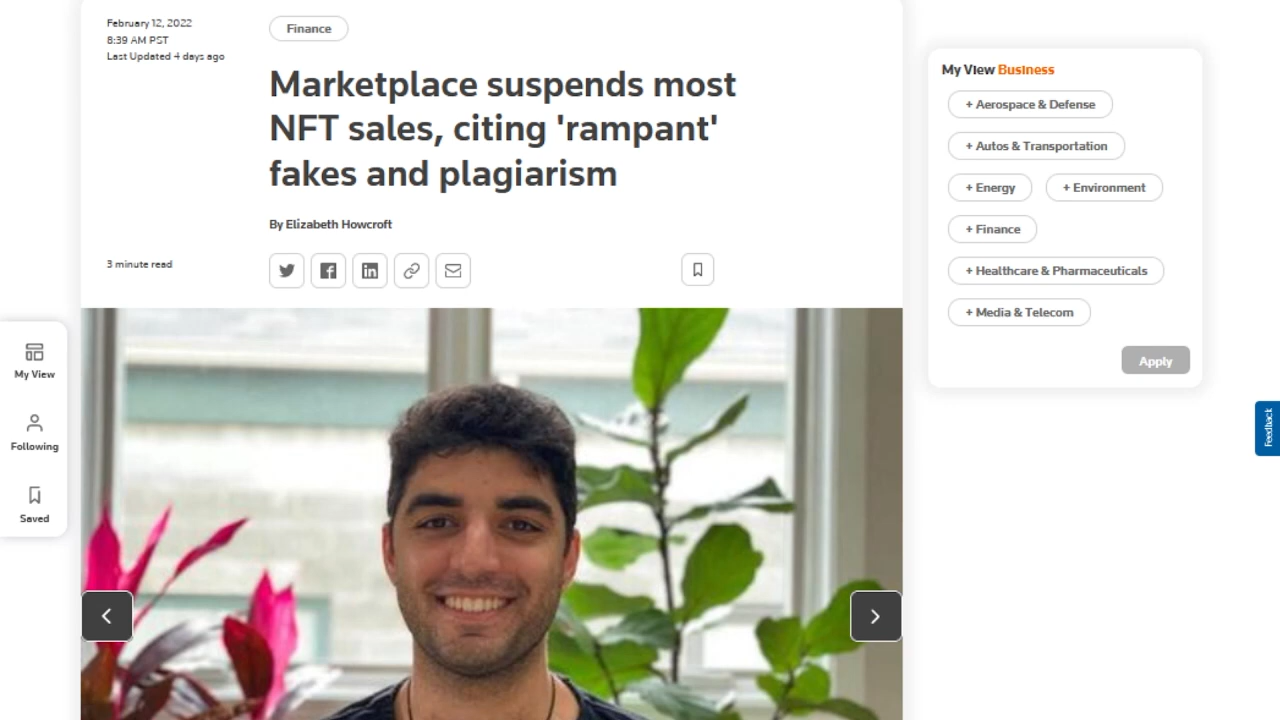 February 12, 2022
8:39 AM PST
Last Updated 4 days ago
Finance
Marketplace suspends most
NFT sales, citing 'rampant'
fakes and plagiarism
By Elizabeth Howcroft
3 minute read
My View
Following
Saved
My View Business
+ Aerospace & Defense
+ Autos & Transportation
+ Energy
+ Environment
+ Finance
+ Healthcare & Pharmaceuticals
+ Media & Telecom
Apply
Feedback